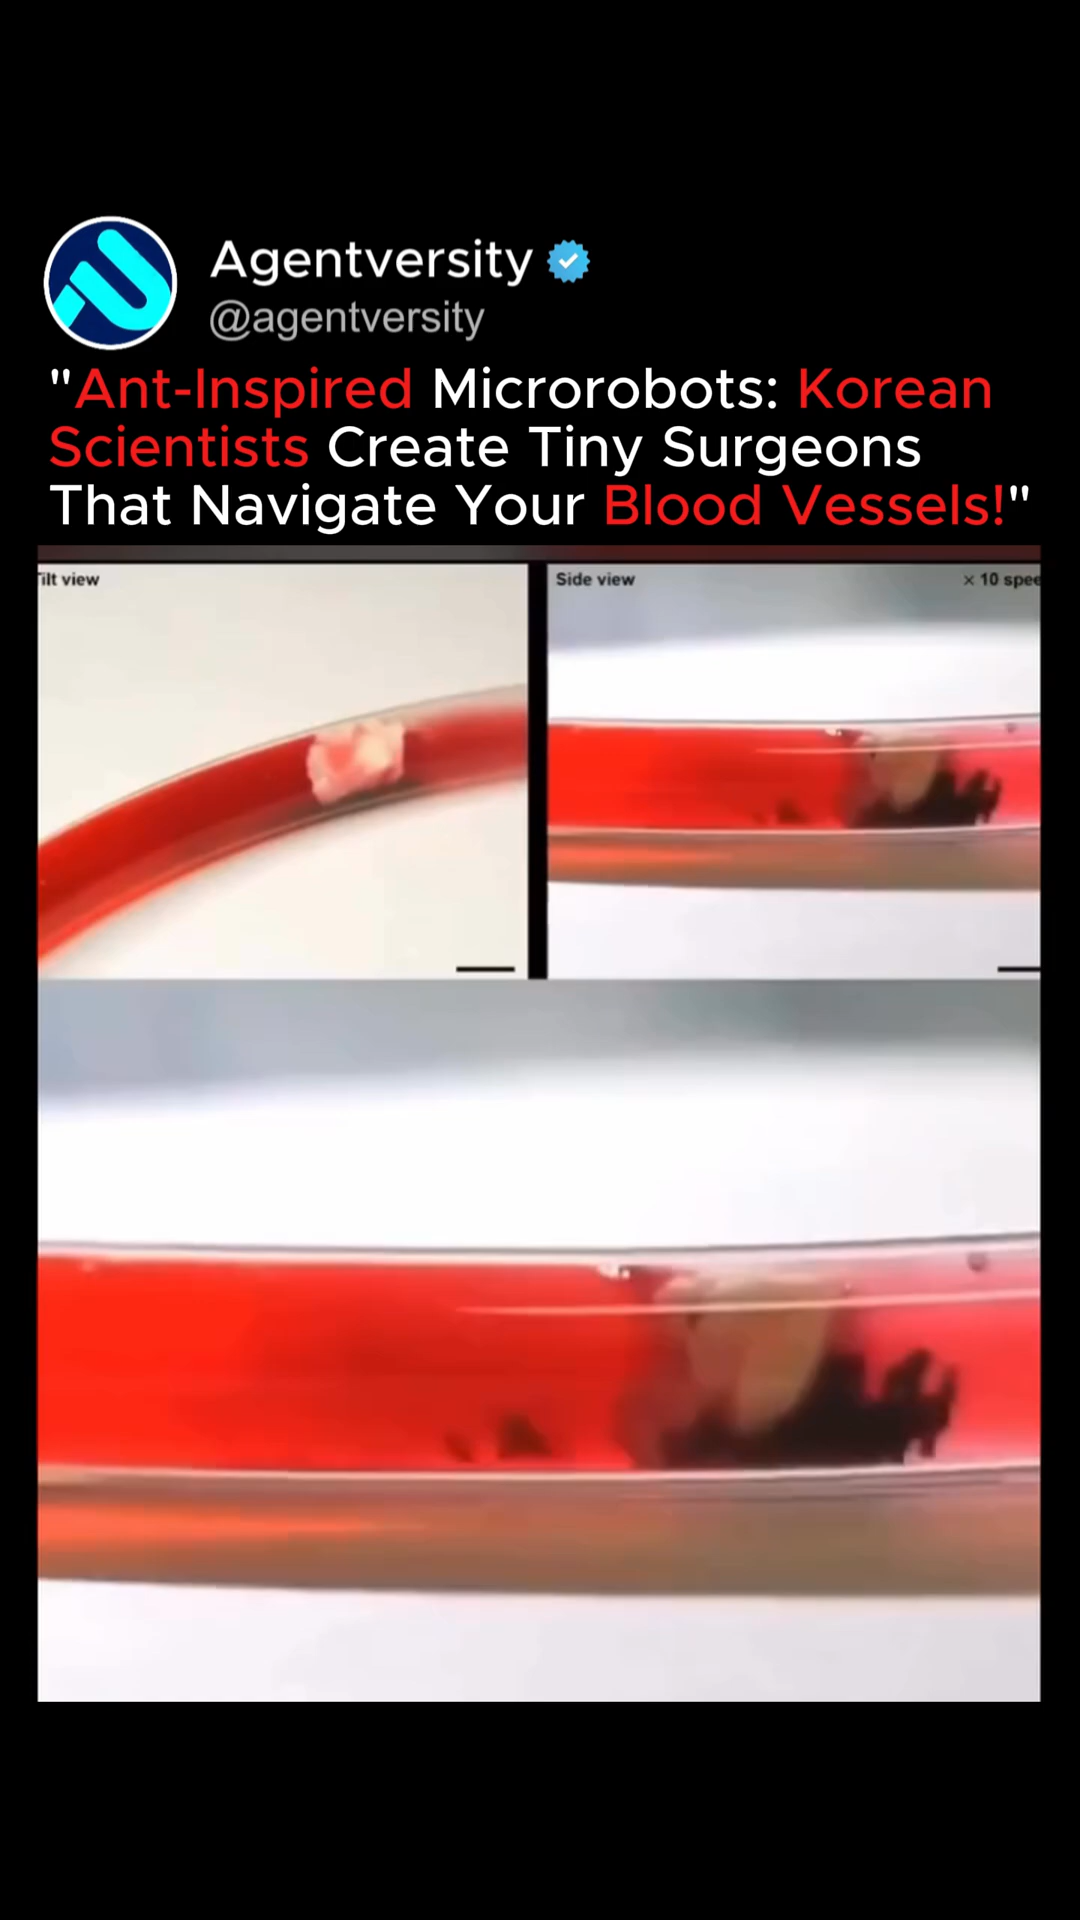 Agentversity
@agentversity
"Ant-Inspired Microrobots: Korean
Scientists Create Tiny Surgeons
That Navigate Your Blood Vessels!"
ilt view
Side view
× 10 spee